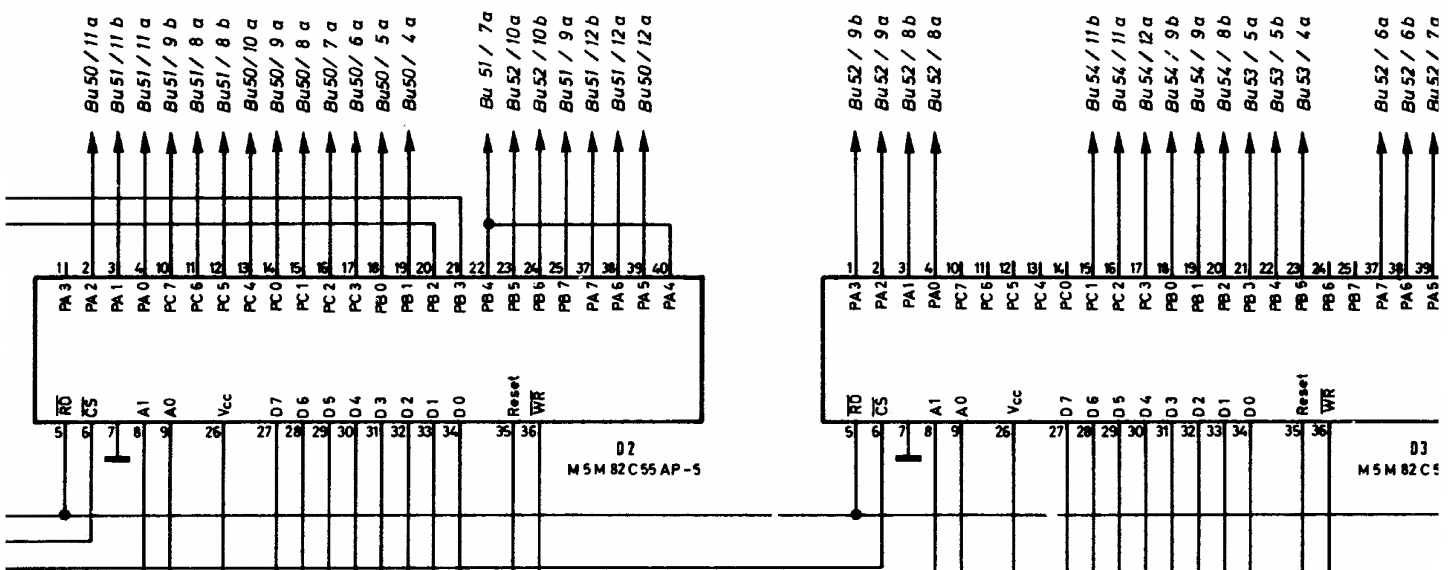 Bu50/11a
Bu51/11b
Bu51/11a
Bu51/9b
Bu51/8a
Bu51/8b
Bu50/10a
Bu50/9a
Bu50/8a
Bu50/7a
Bu50/6a
Bu50/5a
Bu50/4a
Bu 51/7a
Bu52/10a
Bu52/10b
Bu51/9a
Bu51/12b
Bu51/12a
Bu50/12a
Bu52/9b
Bu52/9a
Bu52/8b
Bu52/8a
Bu54/11b
Bu54/11a
Bu54/12a
Bu54/9b
Bu54/9a
Bu54/8b
Bu53/5a
Bu53/5b
Bu53/4a
Bu52/6a
Bu52/6b
Bu52/7a
1 2 3 4 10 11 12 13 14 15 16 17 18 19 20 21 22 23 24 25 37 38 39 40
PA3 PA2 PA1 PA0 PC7 PC6 PC5 PC4 PC0 PC1 PC2 PC3 PB0 PB1 PB2 PB3 PB4 PB5 PB6 PB7 PA7 PA6 PA5 PA4
RD CS A1 A0 Vcc D7 D6 D5 D4 D3 D2 D1 D0 Reset WR
5 6 7 8 9 26 27 28 29 30 31 32 33 34 35 36
D2
M5M82C55AP-5
1 2 3 4 10 11 12 13 14 15 16 17 18 19 20 21 22 23 24 25 37 38 39
PA3 PA2 PA1 PA0 PC7 PC6 PC5 PC4 PC0 PC1 PC2 PC3 PB0 PB1 PB2 PB3 PB4 PB5 PB6 PB7 PA7 PA6 PA5
RD CS A1 A0 Vcc D7 D6 D5 D4 D3 D2 D1 D0 Reset WR
5 6 7 8 9 26 27 28 29 30 31 32 33 34 35 36
D3
M5M82C5